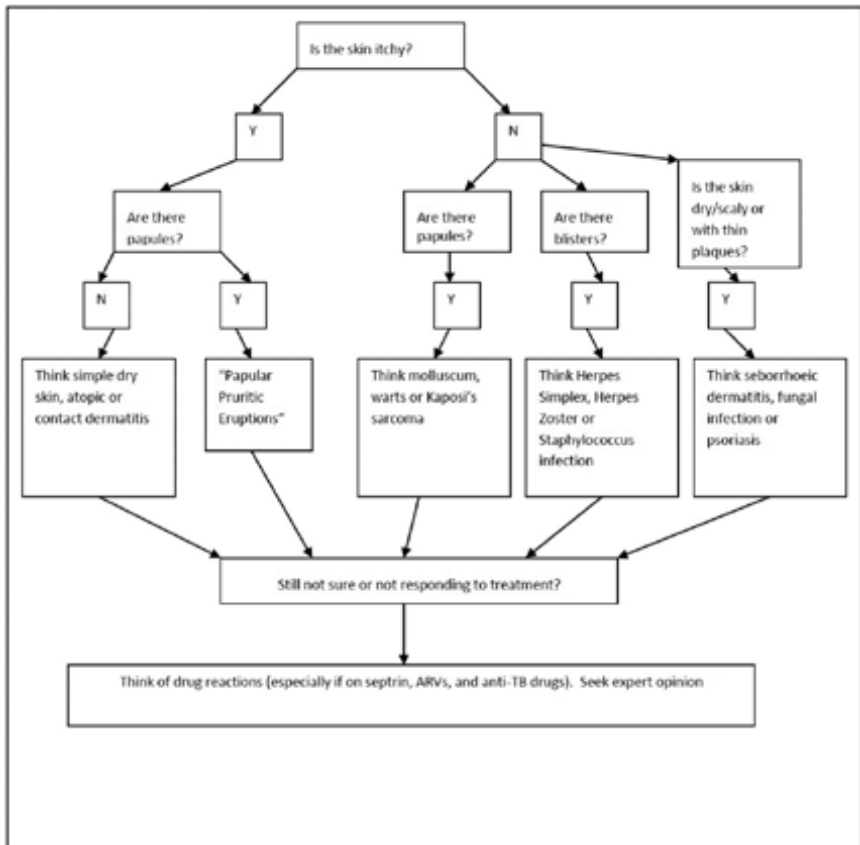 Is the skin itchy?
Y
N
Are there
papules?
Are there
papules?
Are there
blisters?
Is the skin
dry/scaly or
with thin
plaques?
N
Y
Y
Y
Y
Think simple dry
skin, atopic or
contact dermatitis
"Papular
Pruritic
Eruptions"
Think molluscum,
warts or Kaposi's
sarcoma
Think Herpes
Simplex, Herpes
Zoster or
Staphylococcus
infection
Think seborrhoeic
dermatitis, fungal
infection or
psoriasis
Still not sure or not responding to treatment?
Think of drug reactions (especially if on septrin, ARVs, and anti-TB drugs). Seek expert opinion